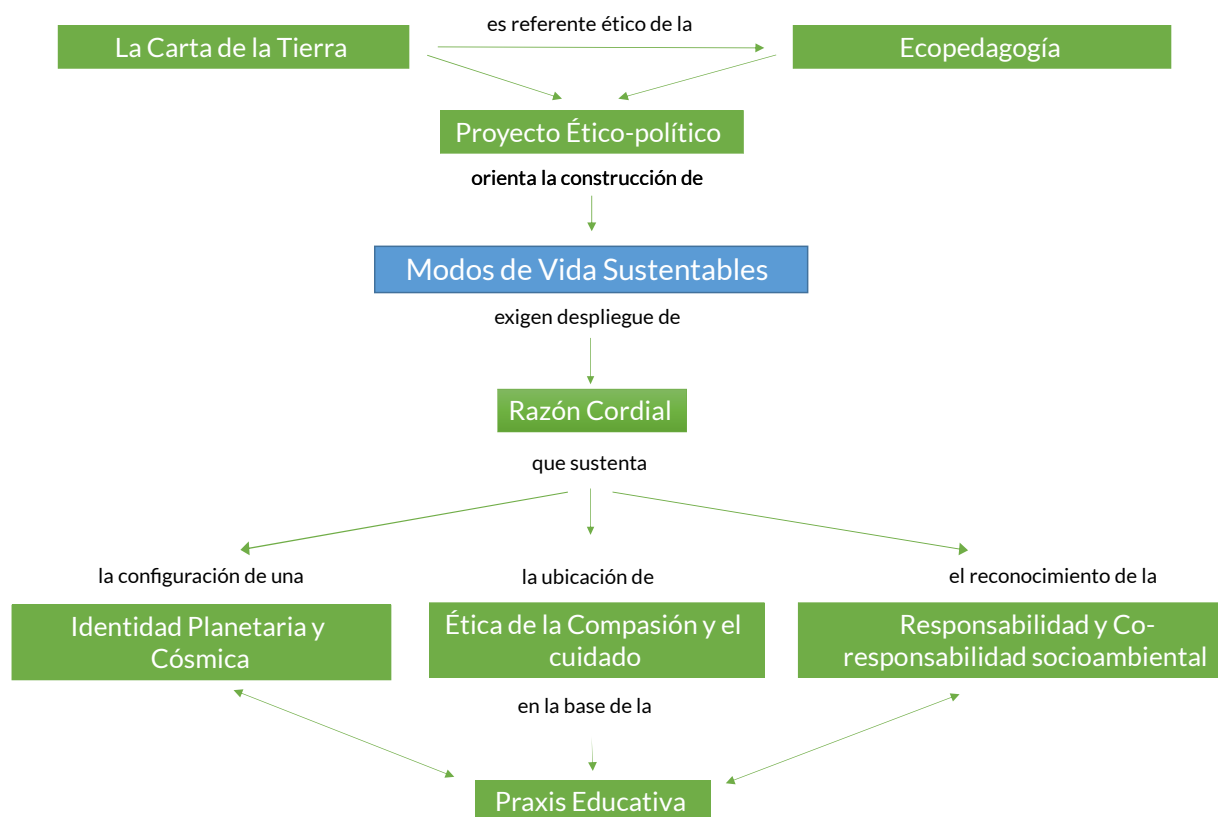 es referente ético de la
La Carta de la Tierra
Ecopedagogía
Proyecto Ético-político
orienta la construcción de
Modos de Vida Sustentables
exigen despliegue de
Razón Cordial
que sustenta
la configuración de una
la ubicación de
el reconocimiento de la
Identidad Planetaria y
Cósmica
Ética de la Compasión y el
cuidado
Responsabilidad y Co-
responsabilidad socioambiental
en la base de la
Praxis Educativa